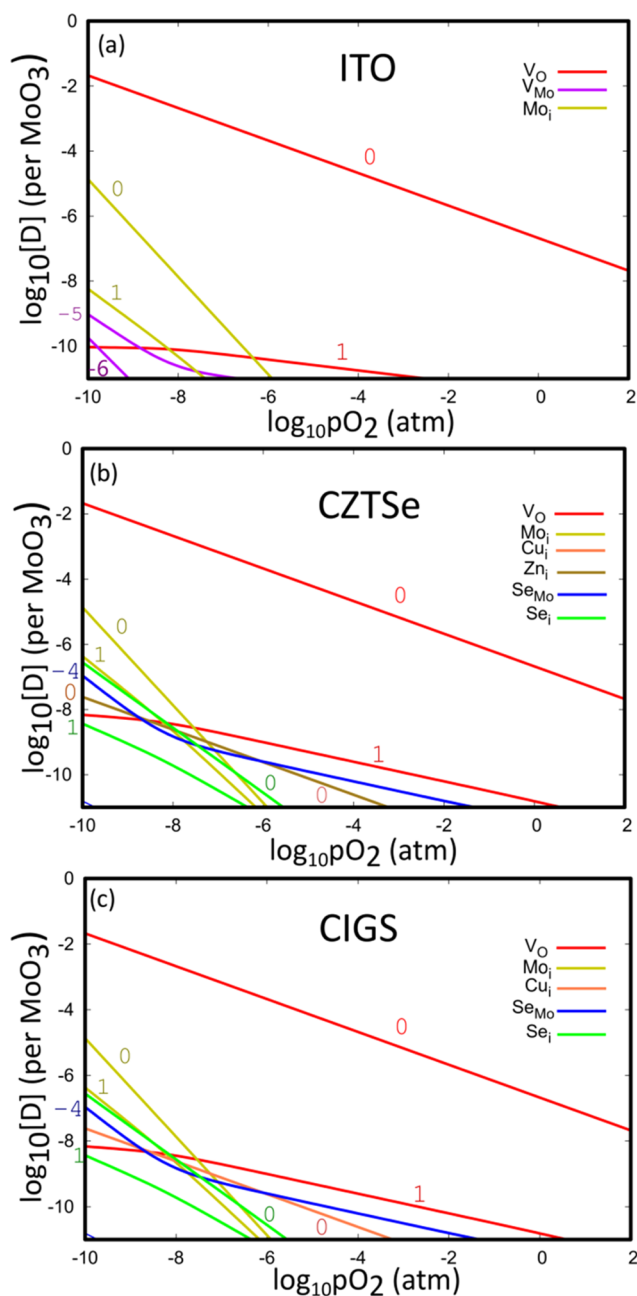 (a)
ITO
V_O
V_Mo
Mo_i
log₁₀[D] (per MoO₃)
0
-2
-4
-6
-8
-10
0
0
1
-5
-6
1
-10
-8
-6
-4
-2
0
2
log₁₀pO₂ (atm)
(b)
CZTSe
V_O
Mo_i
Cu_i
Zn_i
Se_Mo
Se_i
log₁₀[D] (per MoO₃)
0
-2
-4
-6
-8
-10
0
0
1
-4
0
1
1
0
0
-10
-8
-6
-4
-2
0
2
log₁₀pO₂ (atm)
(c)
CIGS
V_O
Mo_i
Cu_i
Se_Mo
Se_i
log₁₀[D] (per MoO₃)
0
-2
-4
-6
-8
-10
0
0
1
-4
1
1
0
0
-10
-8
-6
-4
-2
0
2
log₁₀pO₂ (atm)